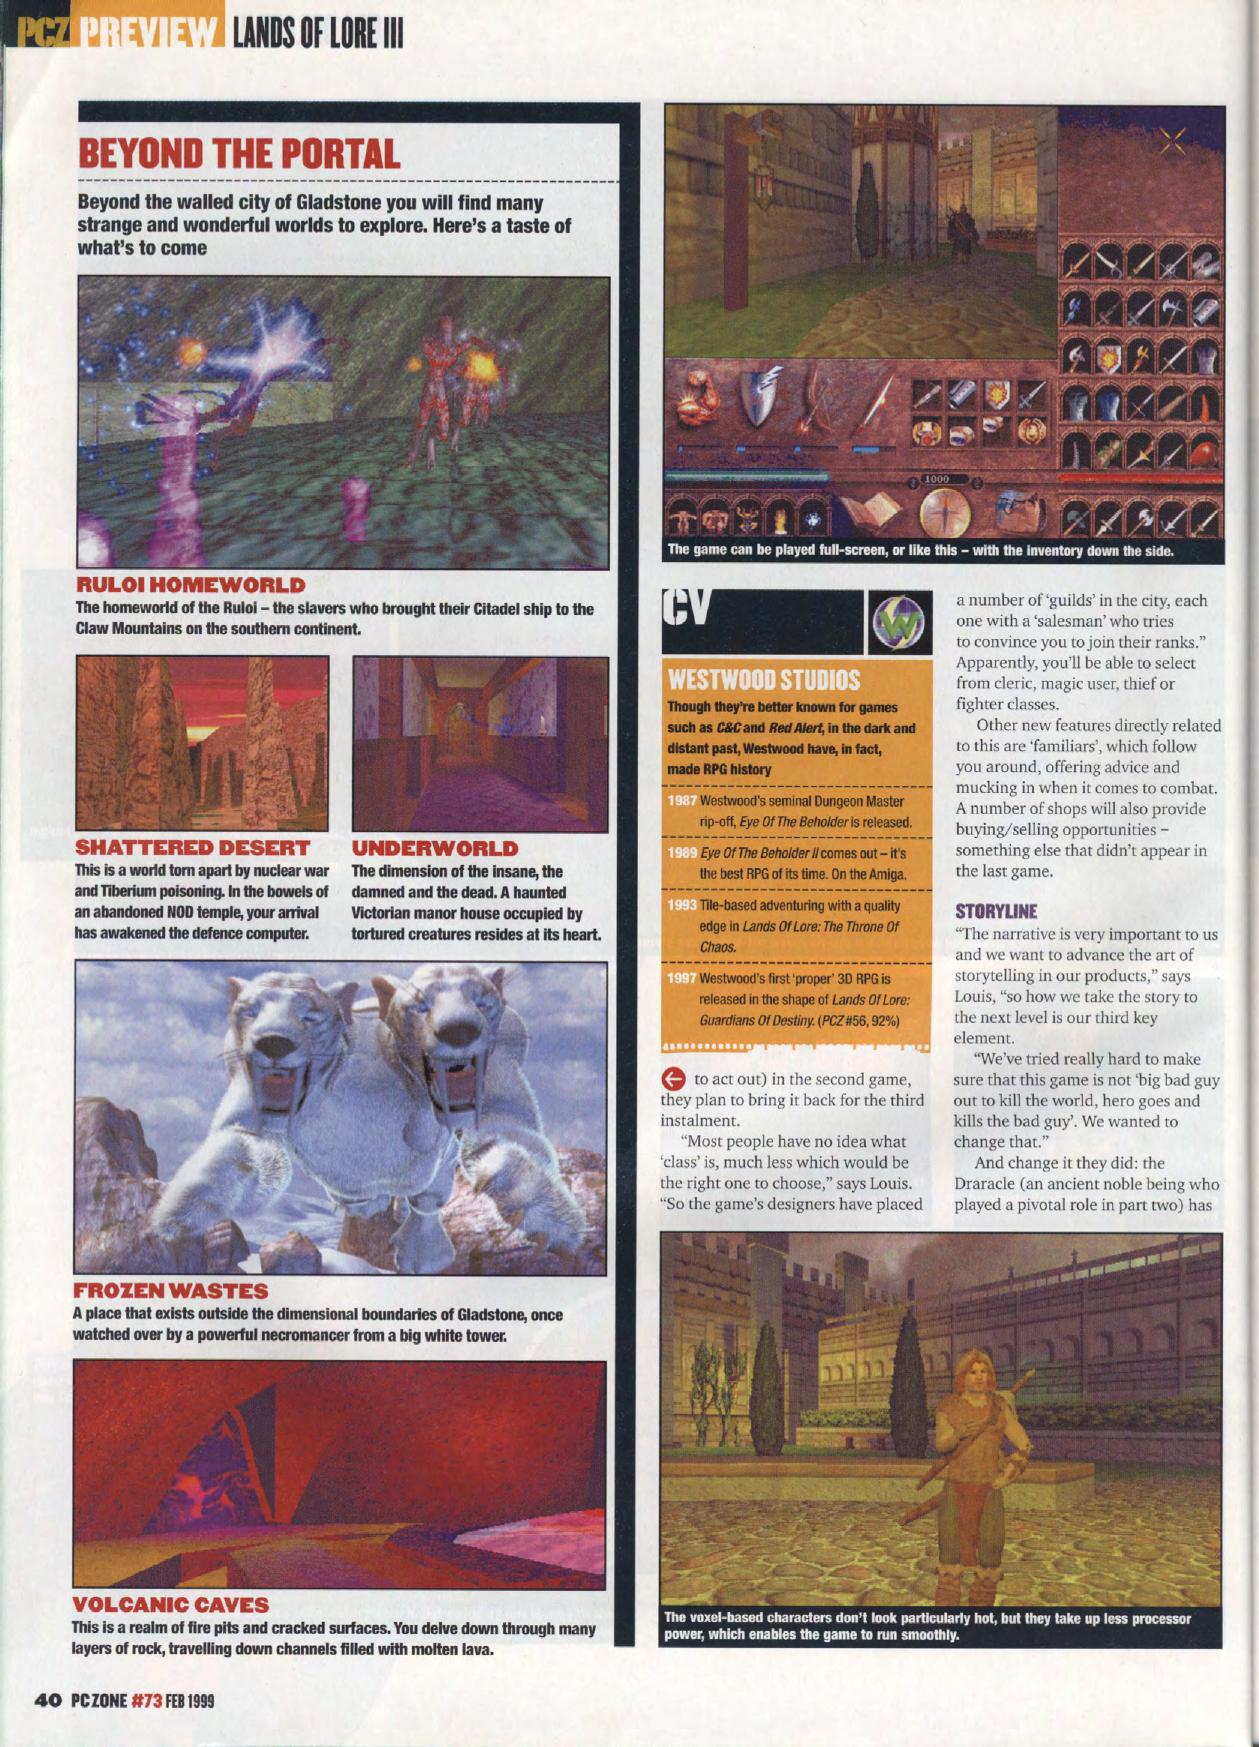 PCZ PREVIEW LANDS OF LORE III
BEYOND THE PORTAL
Beyond the walled city of Gladstone you will find many
strange and wonderful worlds to explore. Here's a taste of
what's to come
RULOI HOMEWORLD
The homeworld of the Ruloi – the slavers who brought their Citadel ship to the
Claw Mountains on the southern continent.
SHATTERED DESERT
This is a world torn apart by nuclear war
and Tiberium poisoning. In the bowels of
an abandoned NOD temple, your arrival
has awakened the defence computer.
UNDERWORLD
The dimension of the insane, the
damned and the dead. A haunted
Victorian manor house occupied by
tortured creatures resides at its heart.
FROZEN WASTES
A place that exists outside the dimensional boundaries of Gladstone, once
watched over by a powerful necromancer from a big white tower.
VOLCANIC CAVES
This is a realm of fire pits and cracked surfaces. You delve down through many
layers of rock, travelling down channels filled with molten lava.
1000
The game can be played full-screen, or like this – with the inventory down the side.
CV
W
WESTWOOD STUDIOS
Though they're better known for games
such as C&C and Red Alert, in the dark and
distant past, Westwood have, in fact,
made RPG history
1987 Westwood's seminal Dungeon Master
rip-off, Eye Of The Beholder is released.
1989 Eye Of The Beholder II comes out – it's
the best RPG of its time. On the Amiga.
1993 Tile-based adventuring with a quality
edge in Lands Of Lore: The Throne Of
Chaos.
1997 Westwood's first 'proper' 3D RPG is
released in the shape of Lands Of Lore:
Guardians Of Destiny. (PCZ #56, 92%)
to act out) in the second game,
they plan to bring it back for the third
instalment.
"Most people have no idea what
'class' is, much less which would be
the right one to choose," says Louis.
"So the game's designers have placed
a number of 'guilds' in the city, each
one with a 'salesman' who tries
to convince you to join their ranks."
Apparently, you'll be able to select
from cleric, magic user, thief or
fighter classes.
Other new features directly related
to this are 'familiars', which follow
you around, offering advice and
mucking in when it comes to combat.
A number of shops will also provide
buying/selling opportunities –
something else that didn't appear in
the last game.
STORYLINE
"The narrative is very important to us
and we want to advance the art of
storytelling in our products," says
Louis, "so how we take the story to
the next level is our third key
element.
"We've tried really hard to make
sure that this game is not 'big bad guy
out to kill the world, hero goes and
kills the bad guy'. We wanted to
change that."
And change it they did: the
Draracle (an ancient noble being who
played a pivotal role in part two) has
The voxel-based characters don't look particularly hot, but they take up less processor
power, which enables the game to run smoothly.
40 PC ZONE #73 FEB 1999